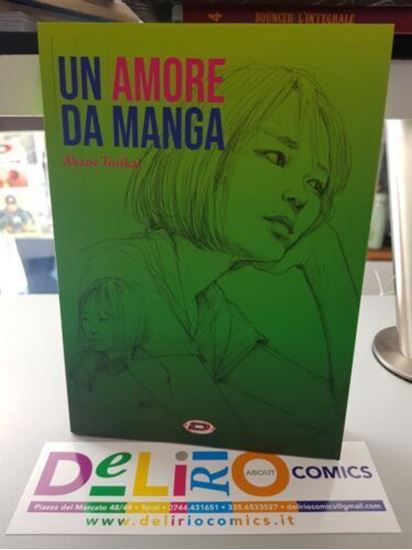 4 BOUNCER L'INTEGRALE
UN AMORE
DA MANGA
Akane Torikai
D
DeLiRiO ABOUT COMICS
Piazza del Mercato 48/49 • Terni • 0744.431651 • 335.6533527 • deliriocomics@gmail.com
www.deliriocomics.it